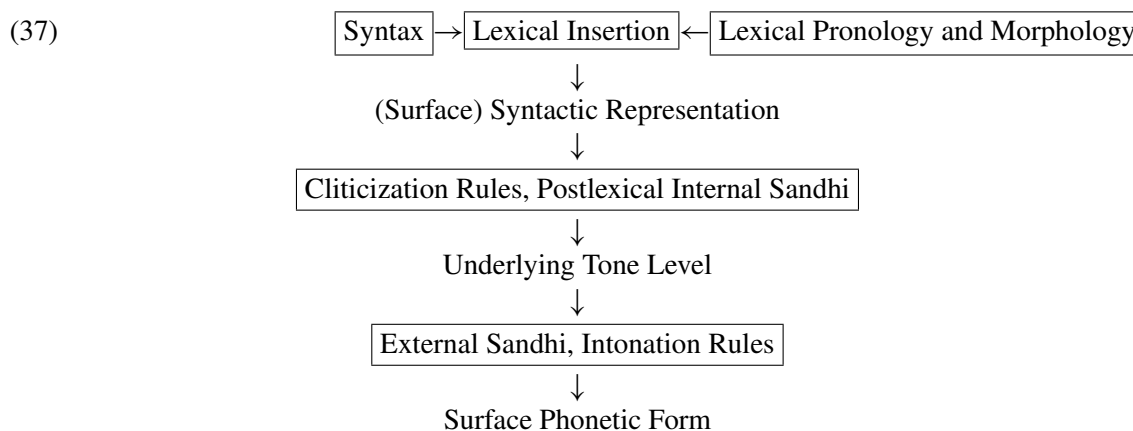 (37) Syntax → Lexical Insertion ← Lexical Pronology and Morphology
↓
(Surface) Syntactic Representation
↓
Cliticization Rules, Postlexical Internal Sandhi
↓
Underlying Tone Level
↓
External Sandhi, Intonation Rules
↓
Surface Phonetic Form